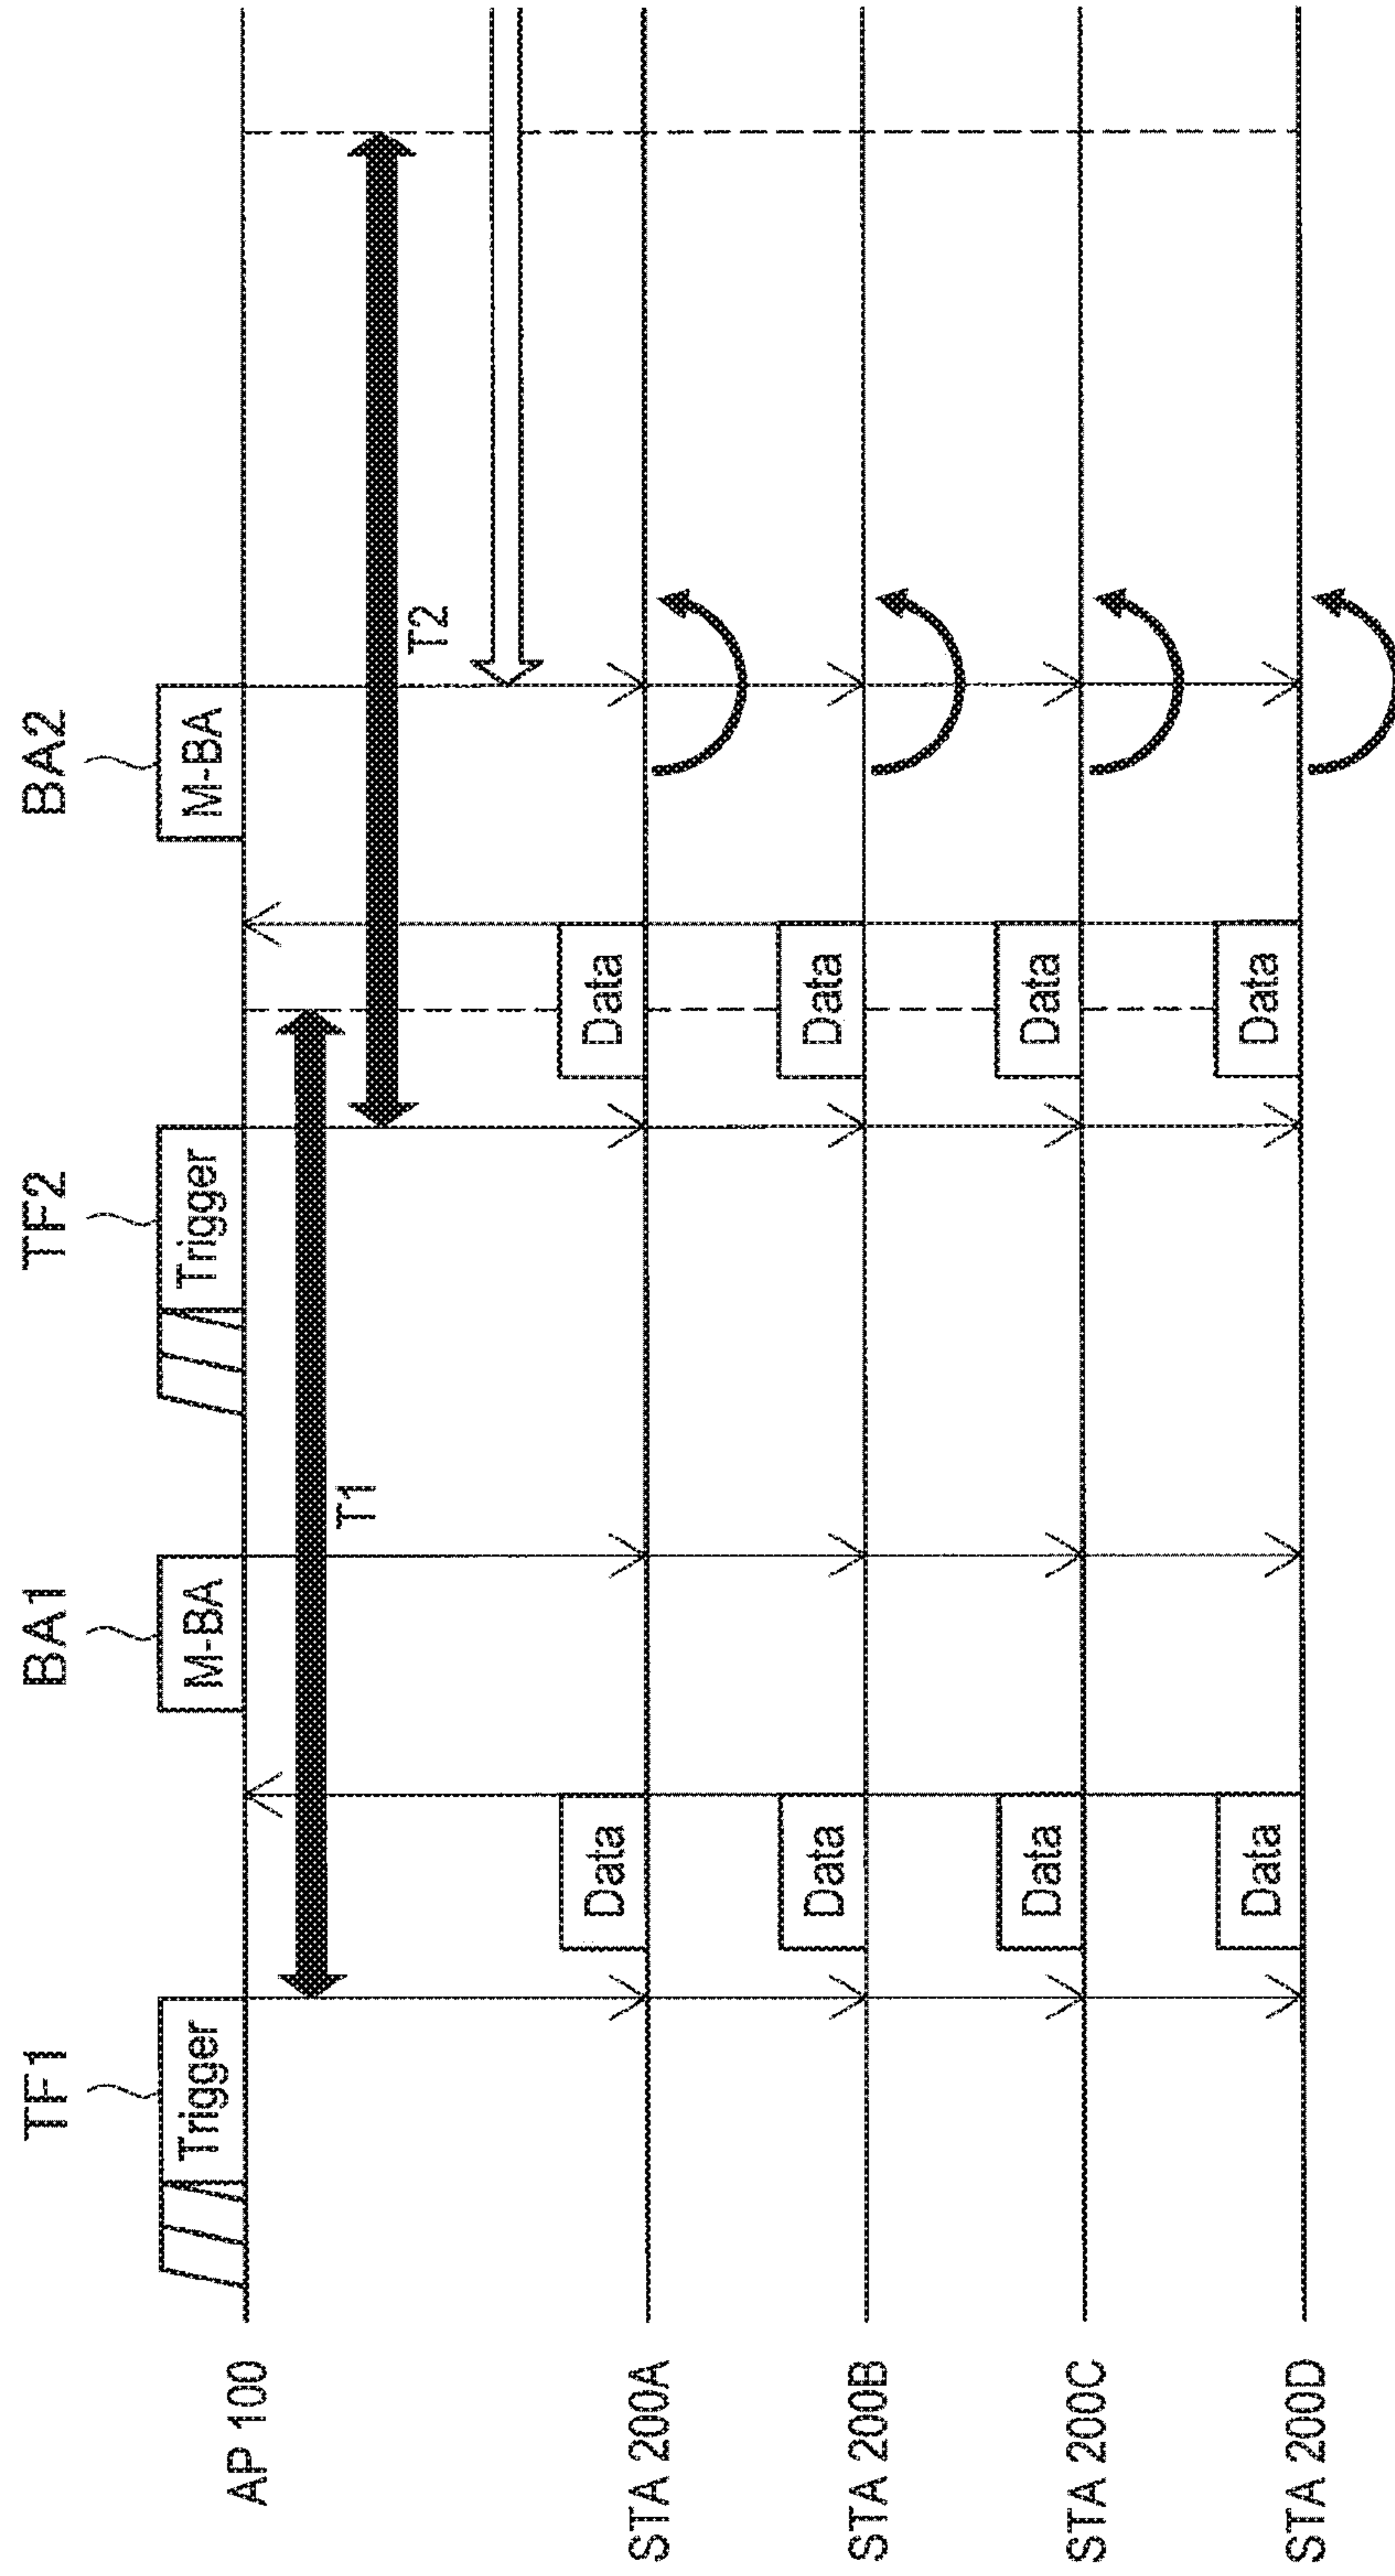 TF1
BA1
TF2
BA2
Trigger
M-BA
Trigger
M-BA
AP 100
T1
T2
Data
Data
STA 200A
Data
Data
STA 200B
Data
Data
STA 200C
Data
Data
STA 200D